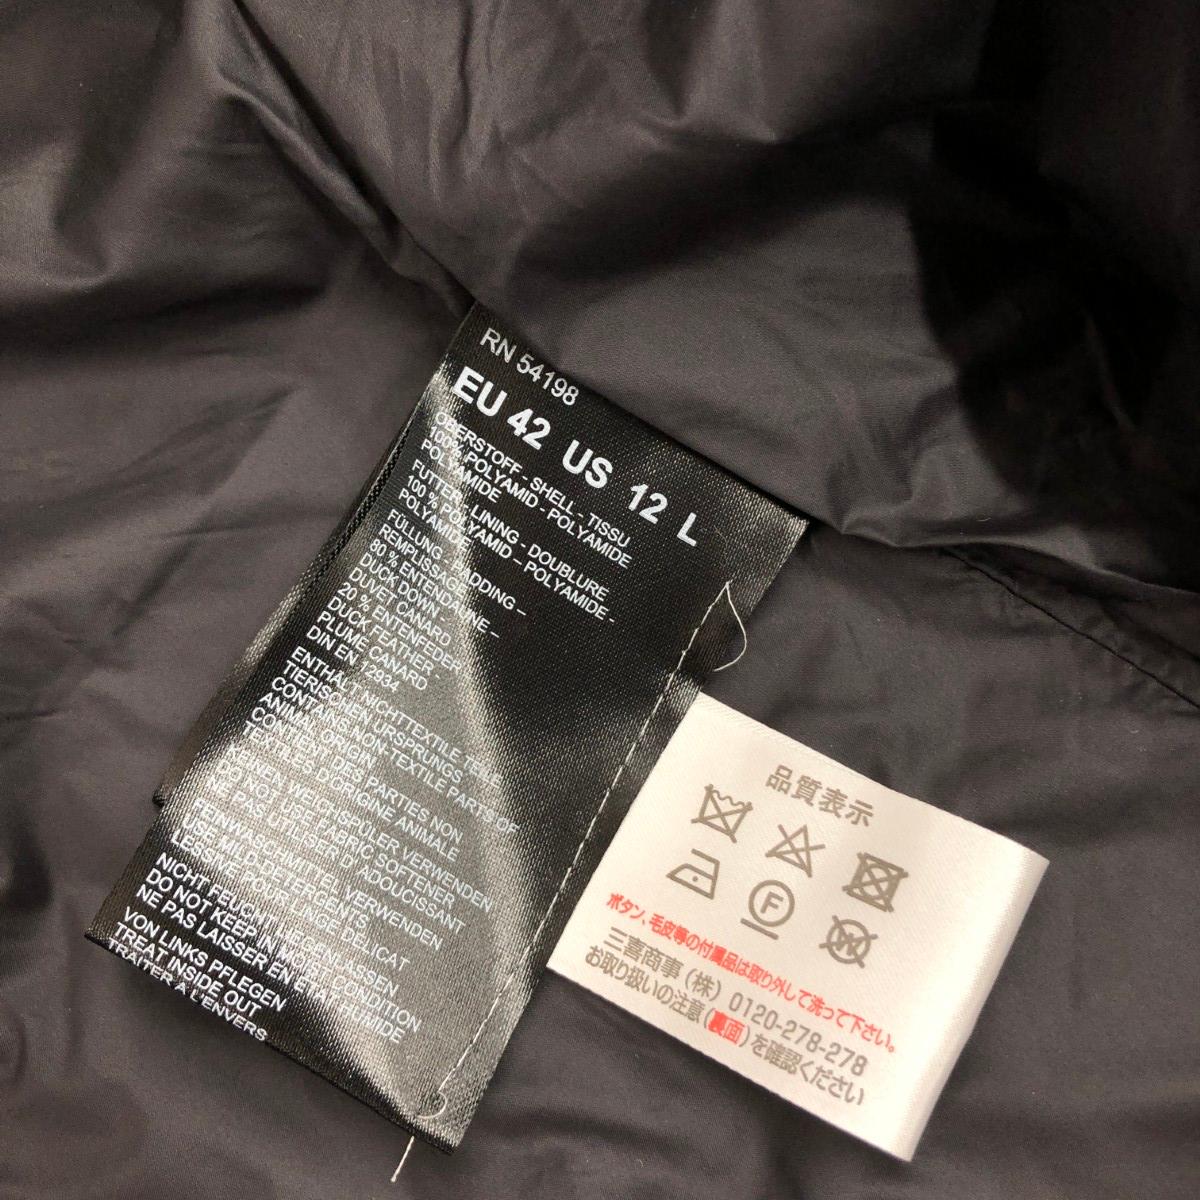 RN 54198
EU 42 US 12 L
OBERSTOFF - SHELL - TISSU
100% POLYAMID - POLYAMIDE
POLYAMIDE
FUTTER - LINING - DOUBLURE
100 % POLYAMID - POLYAMIDE -
POLYAMIDE
FÜLLUNG - PADDING –
REMPLISSAGE
80 % ENTENDAUNE –
DUCK DOWN -
DUVET CANARD
20 % ENTENFEDER
DUCK FEATHER -
PLUME CANARD
DIN EN 12934
ENTHÄLT NICHTTEXTILE TEILE
TIERISCHEN URSPRUNGS
CONTAINS NON-TEXTILE PARTS OF
ANIMAL ORIGIN
CONTIENT DES PARTIES NON
TEXTILES D'ORIGINE ANIMALE
KEINEN WEICHSPÜLER VERWENDEN
DO NOT USE FABRIC SOFTENER
NE PAS UTILISER D'ADOUCISSANT
FEINWASCHMITTEL VERWENDEN
USE MILD DETERGENT
LESSIVE POUR LINGE DÉLICAT
NICHT FEUCHT LIEGEN LASSEN
DO NOT KEEP IN MOIST CONDITION
NE PAS LAISSER EN ÉTAT HUMIDE
VON LINKS PFLEGEN
TREAT INSIDE OUT
TRAITER À L'ENVERS
品質表示
F
W
ボタン、毛皮等の付属品は取り外して洗って下さい。
三喜商事(株) 0120-278-278
お取り扱いの注意(裏面)を確認ください